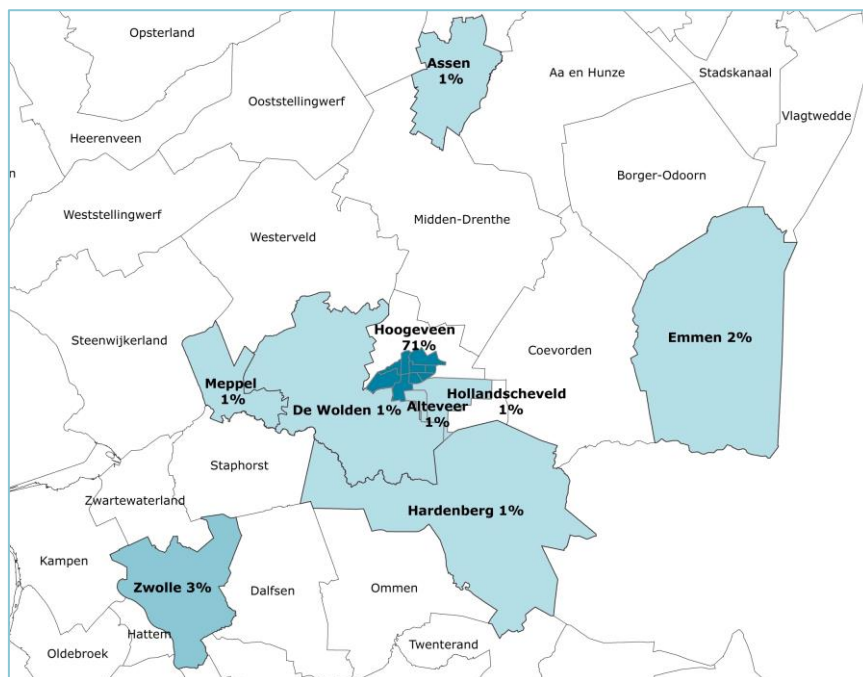 Opsterland
Assen
1%
Aa en Hunze
Stadskanaal
Ooststellingwerf
Vlagtwedde
Heerenveen
n
Borger-Odoorn
Weststellingwerf
Midden-Drenthe
Westerveld
Hoogeveen
71%
Steenwijkerland
Emmen 2%
Coevorden
Meppel
1%
Hollandscheveld
1%
De Wolden 1%
Alteveer
1%
Staphorst
Zwartewaterland
Hardenberg 1%
Kampen
Zwolle 3%
Dalfsen
Ommen
Hattem
Oldebroek
Twenterand